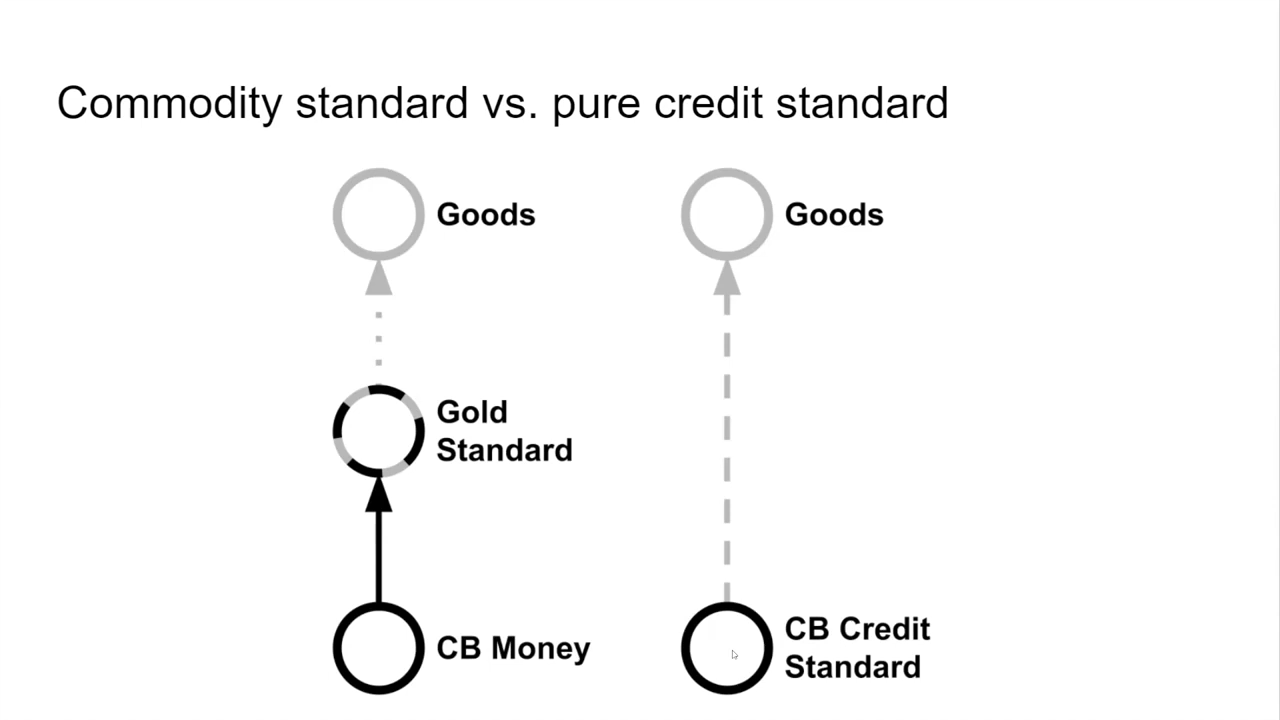 Commodity standard vs. pure credit standard
Goods
Goods
Gold
Standard
CB Money
CB Credit
Standard